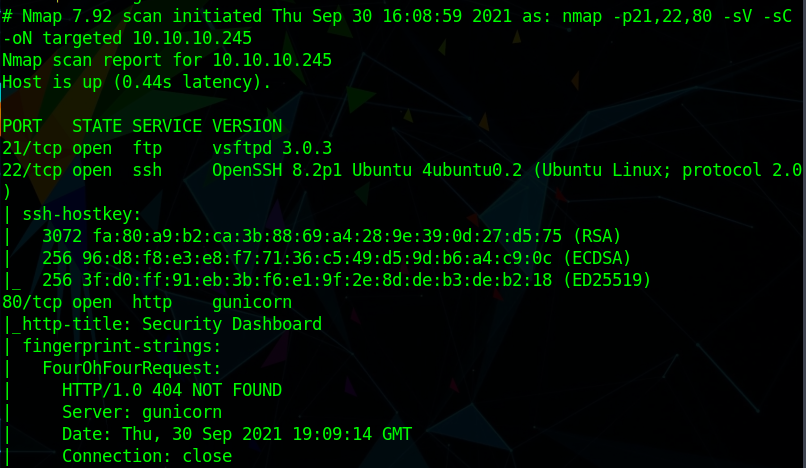 # Nmap 7.92 scan initiated Thu Sep 30 16:08:59 2021 as: nmap -p21,22,80 -sV -sC
-oN targeted 10.10.10.245
Nmap scan report for 10.10.10.245
Host is up (0.44s latency).
PORT   STATE SERVICE VERSION
21/tcp open  ftp     vsftpd 3.0.3
22/tcp open  ssh     OpenSSH 8.2p1 Ubuntu 4ubuntu0.2 (Ubuntu Linux; protocol 2.0
)
| ssh-hostkey:
|   3072 fa:80:a9:b2:ca:3b:88:69:a4:28:9e:39:0d:27:d5:75 (RSA)
|   256 96:d8:f8:e3:e8:f7:71:36:c5:49:d5:9d:b6:a4:c9:0c (ECDSA)
|_  256 3f:d0:ff:91:eb:3b:f6:e1:9f:2e:8d:de:b3:de:b2:18 (ED25519)
80/tcp open  http    gunicorn
|_http-title: Security Dashboard
| fingerprint-strings:
|   FourOhFourRequest:
|     HTTP/1.0 404 NOT FOUND
|     Server: gunicorn
|     Date: Thu, 30 Sep 2021 19:09:14 GMT
|     Connection: close